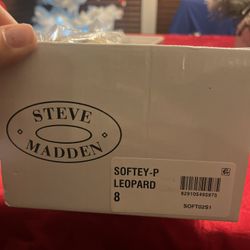 STEVE
MADDEN
SOFTEY-P
LEOPARD
8
SOFT02S1